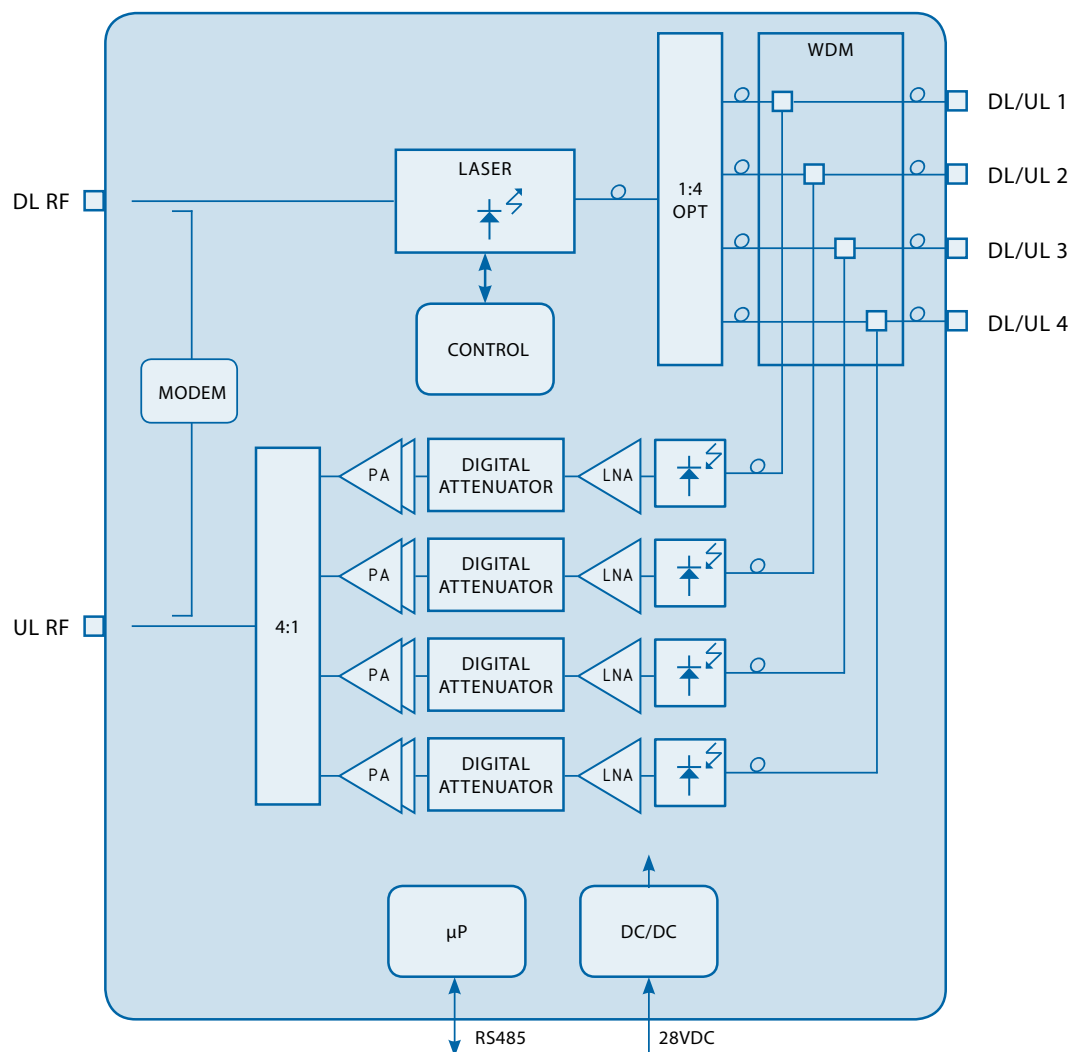 WDM
DL/UL 1
LASER
DL/UL 2
DL RF
1:4
OPT
DL/UL 3
DL/UL 4
CONTROL
MODEM
PA
DIGITAL
ATTENUATOR
LNA
PA
DIGITAL
ATTENUATOR
LNA
UL RF
4:1
PA
DIGITAL
ATTENUATOR
LNA
PA
DIGITAL
ATTENUATOR
LNA
µP
DC/DC
RS485
28VDC